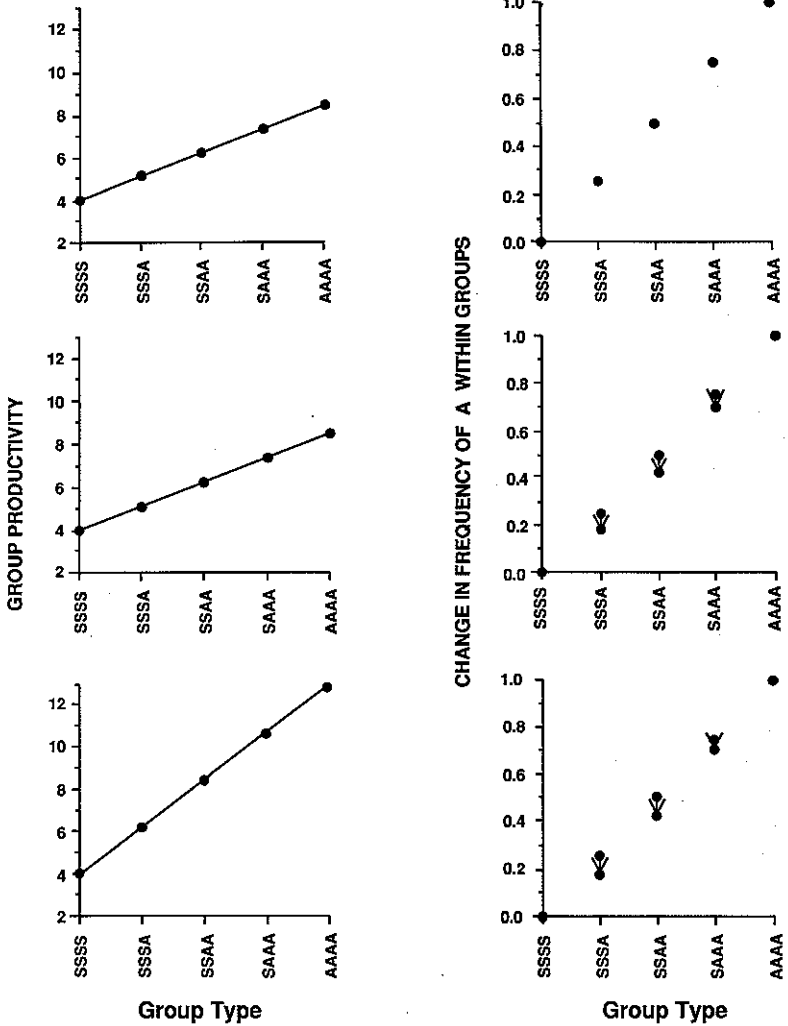 12
10
8
6
4
2
SSSS
SSSA
SSAA
SAAA
AAAA
1.0
0.8
0.6
0.4
0.2
0.0
SSSS
SSSA
SSAA
SAAA
AAAA
GROUP PRODUCTIVITY
12
10
8
6
4
2
SSSS
SSSA
SSAA
SAAA
AAAA
CHANGE IN FREQUENCY OF A WITHIN GROUPS
1.0
0.8
0.6
0.4
0.2
0.0
SSSS
SSSA
SSAA
SAAA
AAAA
12
10
8
6
4
2
SSSS
SSSA
SSAA
SAAA
AAAA
Group Type
1.0
0.8
0.6
0.4
0.2
0.0
SSSS
SSSA
SSAA
SAAA
AAAA
Group Type